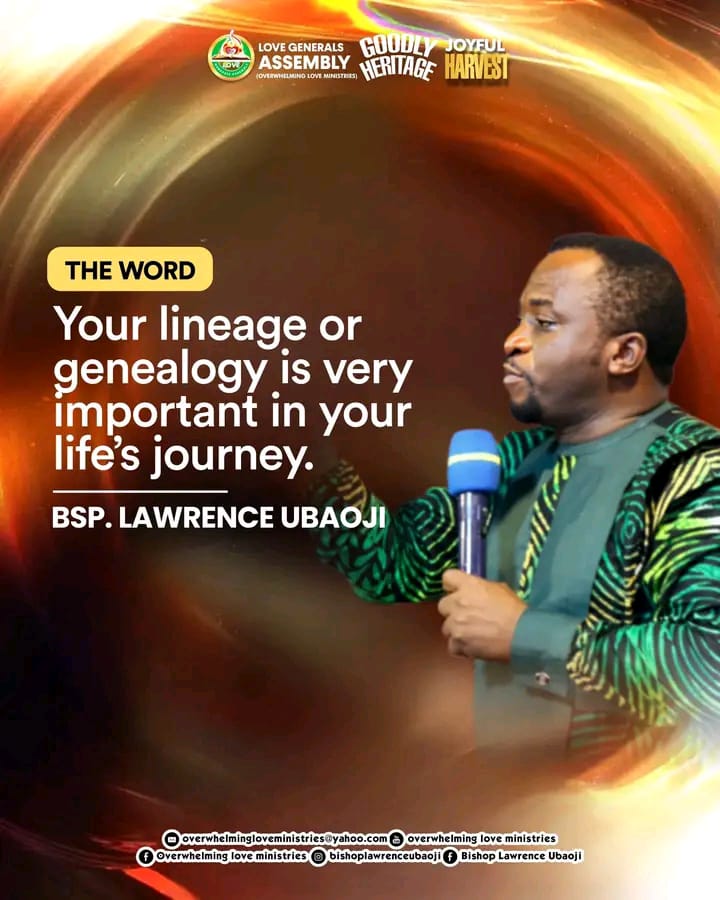 LOVE GENERALS
ASSEMBLY
(OVERWHELMING LOVE MINISTRIES)
LOVE
GOODLY
HERITAGE
JOYFUL
HARVEST
THE WORD
Your lineage or
genealogy is very
important in your
life's journey.
BSP. LAWRENCE UBAOJI
overwhelmingloveministries@yahoo.com overwhelming love ministries
Overwhelming love ministries bishoplawrenceubaoji Bishop Lawrence Ubaoji